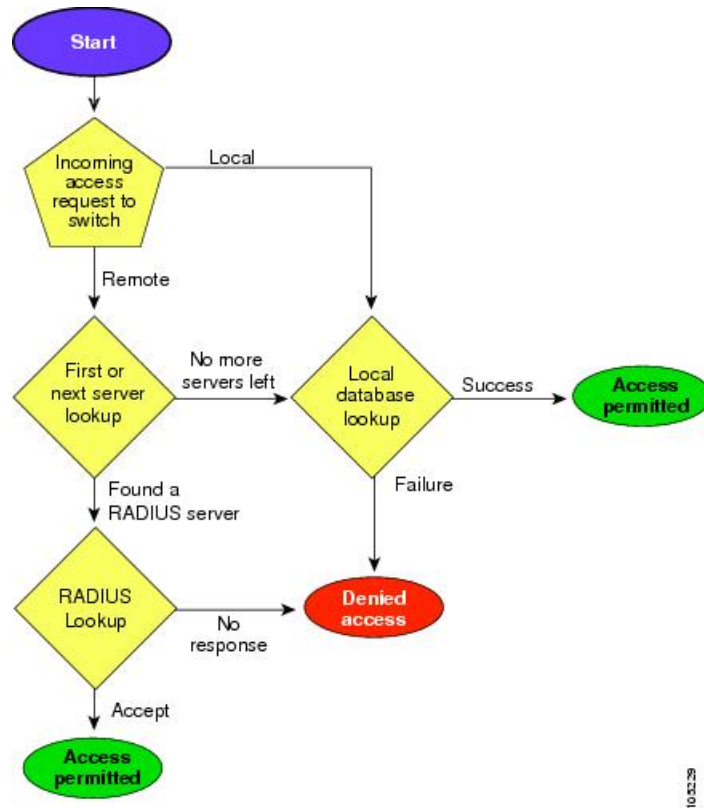 Start
Incoming
access
request to
switch
Local
Remote
First or
next server
lookup
No more
servers left
Local
database
lookup
Success
Access
permitted
Found a
RADIUS server
Failure
RADIUS
Lookup
No
response
Denied
access
Accept
Access
permitted
105229